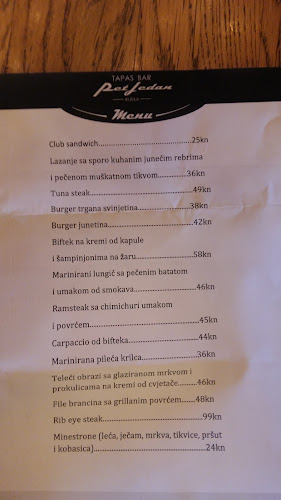 TAPAS BAR
Pet Jedan
Menu
Club sandwich.........................25kn
Lazanje sa sporo kuhanim junećim rebrima
i pečenom muškatnom tikvom............36kn
Tuna steak..............................49kn
Burger trgana svinjetina...............38kn
Burger junetina.........................42kn
Biftek na kremi od kapule
i šampinjonima na žaru.................58kn
Marinirani lungić sa pečenim batatom
i umakom od smokava....................46kn
Ramsteak sa chimichuri umakom
i povrćem...............................45kn
Carpaccio od bifteka....................44kn
Marinirana pileća krilca................36kn
Teleći obrazi sa glaziranom mrkvom i
prokulicama na kremi od cvjetače........46kn
File brancina sa grillanim povrćem......48kn
Rib eye steak...........................99kn
Minestrone (leća, ječam, mrkva, tikvice, pršut
i kobasica).............................24kn